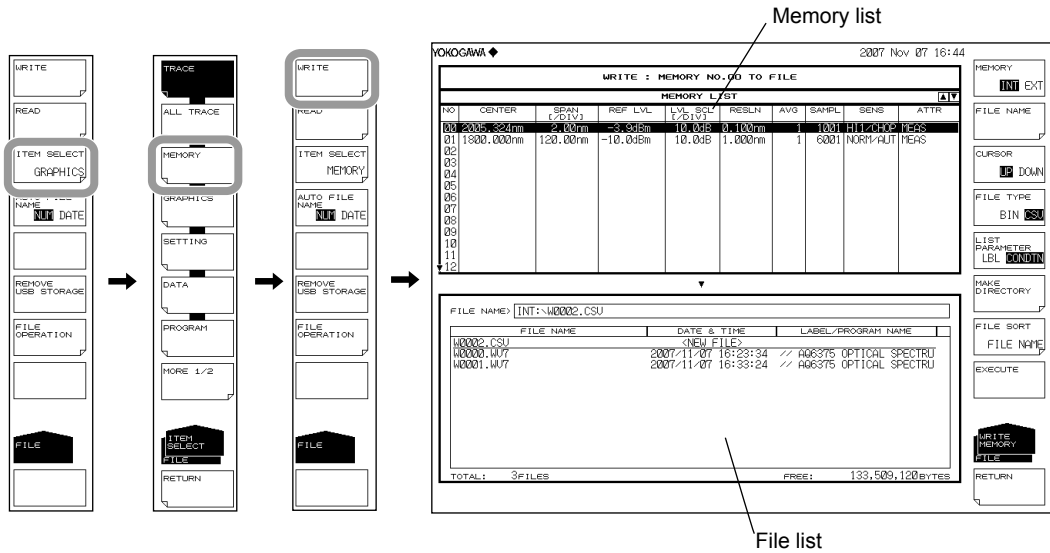 Memory list
WRITE
READ
ITEM SELECT
GRAPHICS
AUTO FILE
NAME
NUM DATE
REMOVE
USB STORAGE
FILE
OPERATION
FILE
TRACE
ALL TRACE
MEMORY
GRAPHICS
SETTING
DATA
PROGRAM
MORE 1/2
ITEM
SELECT
FILE
RETURN
WRITE
READ
ITEM SELECT
MEMORY
AUTO FILE
NAME
NUM DATE
REMOVE
USB STORAGE
FILE
OPERATION
FILE
YOKOGAWA 2007 Nov 07 16:44
WRITE : MEMORY NO.00 TO FILE
MEMORY LIST
NO CENTER SPAN [/DIV] REF LVL LVL SCL [/DIV] RESLN AVG SAMPL SENS ATTR
00 2005.324nm 2.00nm -3.9dBm 10.0dB 0.100nm 1 1001 HI1/CHOP MEAS
01 1800.000nm 120.00nm -10.0dBm 10.0dB 1.000nm 1 6001 NORM/AUT MEAS
02
03
04
05
06
07
08
09
10
11
12
FILE NAME> INT:\W0002.CSV
FILE NAME DATE & TIME LABEL/PROGRAM NAME
W0002.CSV <NEW FILE>
W0000.WV7 2007/11/07 16:23:34 // AQ6375 OPTICAL SPECTRU
W0001.WV7 2007/11/07 16:33:24 // AQ6375 OPTICAL SPECTRU
TOTAL: 3FILES FREE: 133,509,120BYTES
MEMORY
INT EXT
FILE NAME
CURSOR
UP DOWN
FILE TYPE
BIN CSV
LIST
PARAMETER
LBL CONDTN
MAKE
DIRECTORY
FILE SORT
FILE NAME
EXECUTE
WRITE
MEMORY
FILE
RETURN
File list